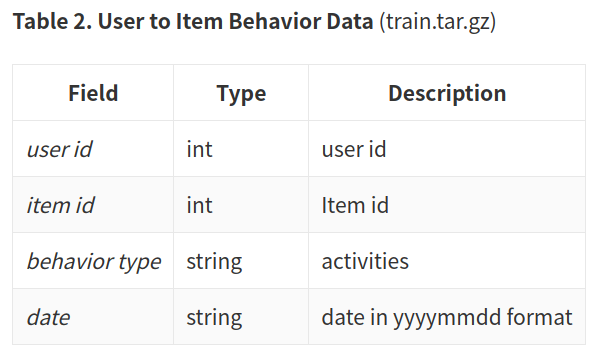 Table 2. User to Item Behavior Data (train.tar.gz)
Field Type Description
user id int user id
item id int Item id
behavior type string activities
date string date in yyyymmdd format